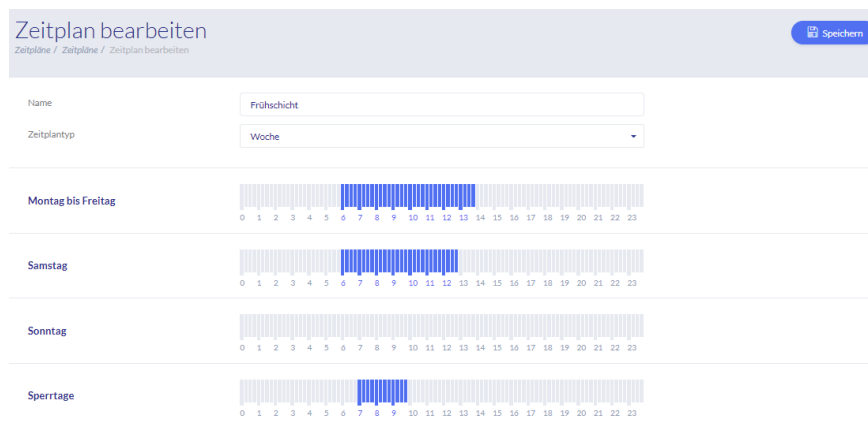 Zeitplan bearbeiten
Zeitpläne / Zeitpläne / Zeitplan bearbeiten
Speichern
Name
Frühschicht
Zeitplantyp
Woche
Montag bis Freitag
0 1 2 3 4 5 6 7 8 9 10 11 12 13 14 15 16 17 18 19 20 21 22 23
Samstag
0 1 2 3 4 5 6 7 8 9 10 11 12 13 14 15 16 17 18 19 20 21 22 23
Sonntag
0 1 2 3 4 5 6 7 8 9 10 11 12 13 14 15 16 17 18 19 20 21 22 23
Sperrtage
0 1 2 3 4 5 6 7 8 9 10 11 12 13 14 15 16 17 18 19 20 21 22 23